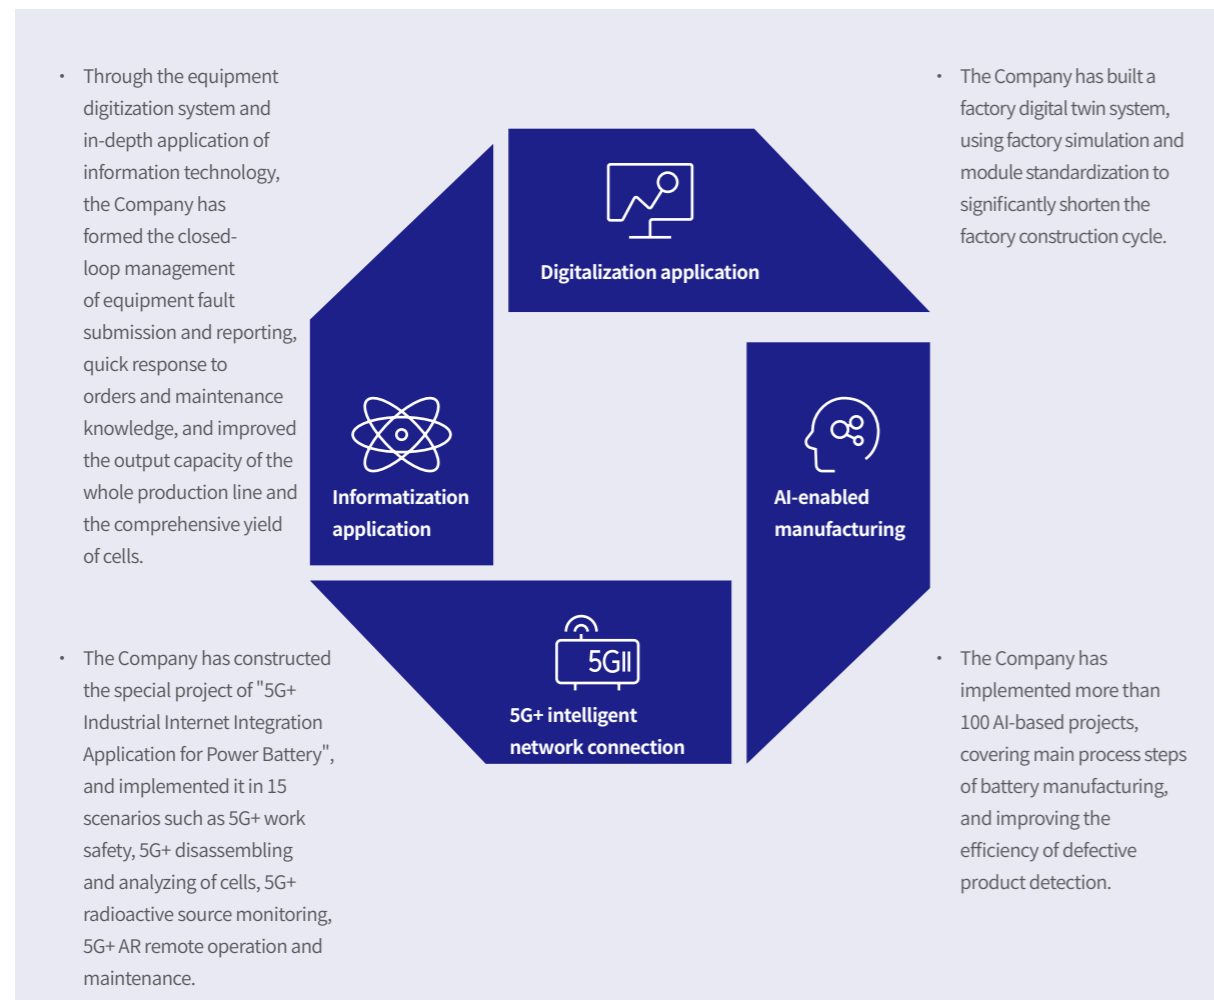 • Through the equipment
digitization system and
in-depth application of
information technology,
the Company has
formed the closed-
loop management
of equipment fault
submission and reporting,
quick response to
orders and maintenance
knowledge, and improved
the output capacity of the
whole production line and
the comprehensive yield
of cells.
Digitalization application
• The Company has built a
factory digital twin system,
using factory simulation and
module standardization to
significantly shorten the
factory construction cycle.
Informatization
application
AI-enabled
manufacturing
5GII
5G+ intelligent
network connection
• The Company has constructed
the special project of "5G+
Industrial Internet Integration
Application for Power Battery",
and implemented it in 15
scenarios such as 5G+ work
safety, 5G+ disassembling
and analyzing of cells, 5G+
radioactive source monitoring,
5G+ AR remote operation and
maintenance.
• The Company has
implemented more than
100 AI-based projects,
covering main process steps
of battery manufacturing,
and improving the
efficiency of defective
product detection.